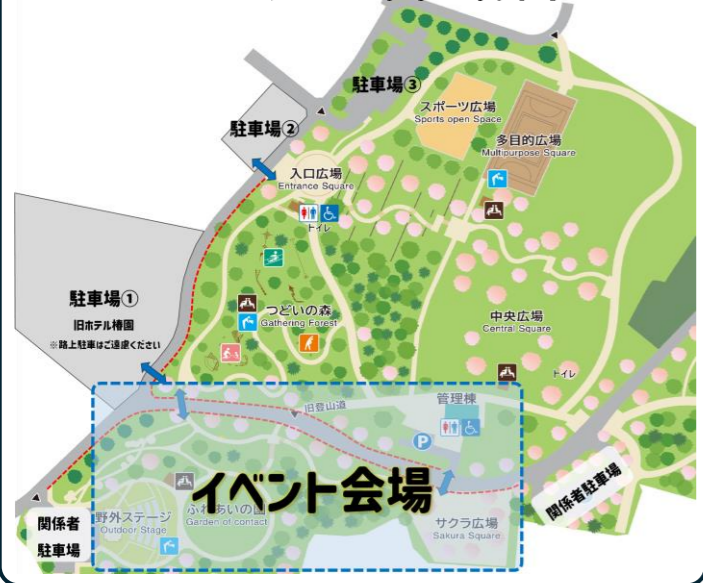 駐車場③
スポーツ広場
Sports open Space
駐車場②
多目的広場
Multipurpose Square
入口広場
Entrance Square
トイレ
駐車場①
旧ホテル椿園
※路上駐車はご遠慮ください
つどいの森
Gathering Forest
中央広場
Central Square
トイレ
管理棟
旧登山道
P
イベント会場
関係者
駐車場
野外ステージ
Outdoor Stage
ふれあいの園
Garden of contact
サクラ広場
Sakura Square
関係者駐車場